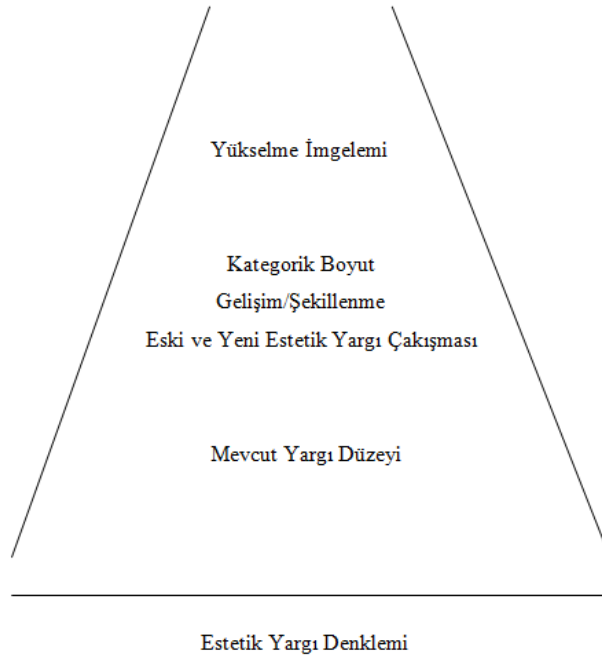 Yükselme İmgelemi
Kategorik Boyut
Gelişim/Şekillenme
Eski ve Yeni Estetik Yargı Çakışması
Mevcut Yargı Düzeyi
Estetik Yargı Denklemi